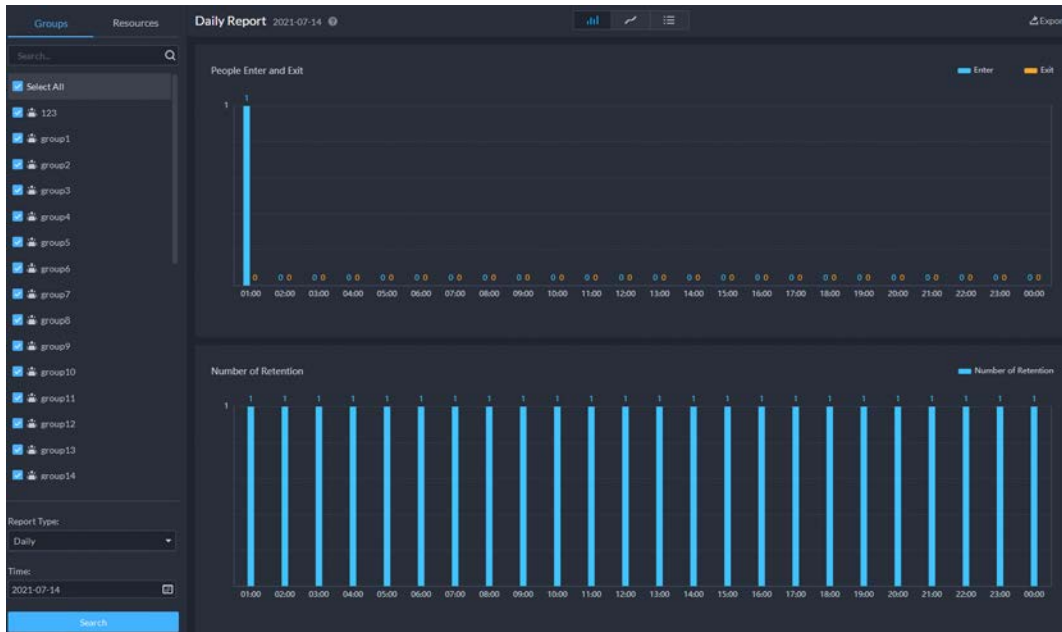 Groups Resources
Search...
Select All
123
group1
group2
group3
group4
group5
group6
group7
group8
group9
group10
group11
group12
group13
group14
Report Type:
Daily
Time:
2021-07-14
Search
Daily Report 2021-07-14
Expor
People Enter and Exit
Enter Exit
1
1
0 0 0 0 0 0 0 0 0 0 0 0 0 0 0 0 0 0 0 0 0 0 0 0 0 0 0 0 0 0 0 0 0 0 0 0 0 0 0 0 0 0 0 0 0 0 0
01:00 02:00 03:00 04:00 05:00 06:00 07:00 08:00 09:00 10:00 11:00 12:00 13:00 14:00 15:00 16:00 17:00 18:00 19:00 20:00 21:00 22:00 23:00 00:00
Number of Retention
Number of Retention
1 1 1 1 1 1 1 1 1 1 1 1 1 1 1 1 1 1 1 1 1 1 1 1
1
01:00 02:00 03:00 04:00 05:00 06:00 07:00 08:00 09:00 10:00 11:00 12:00 13:00 14:00 15:00 16:00 17:00 18:00 19:00 20:00 21:00 22:00 23:00 00:00